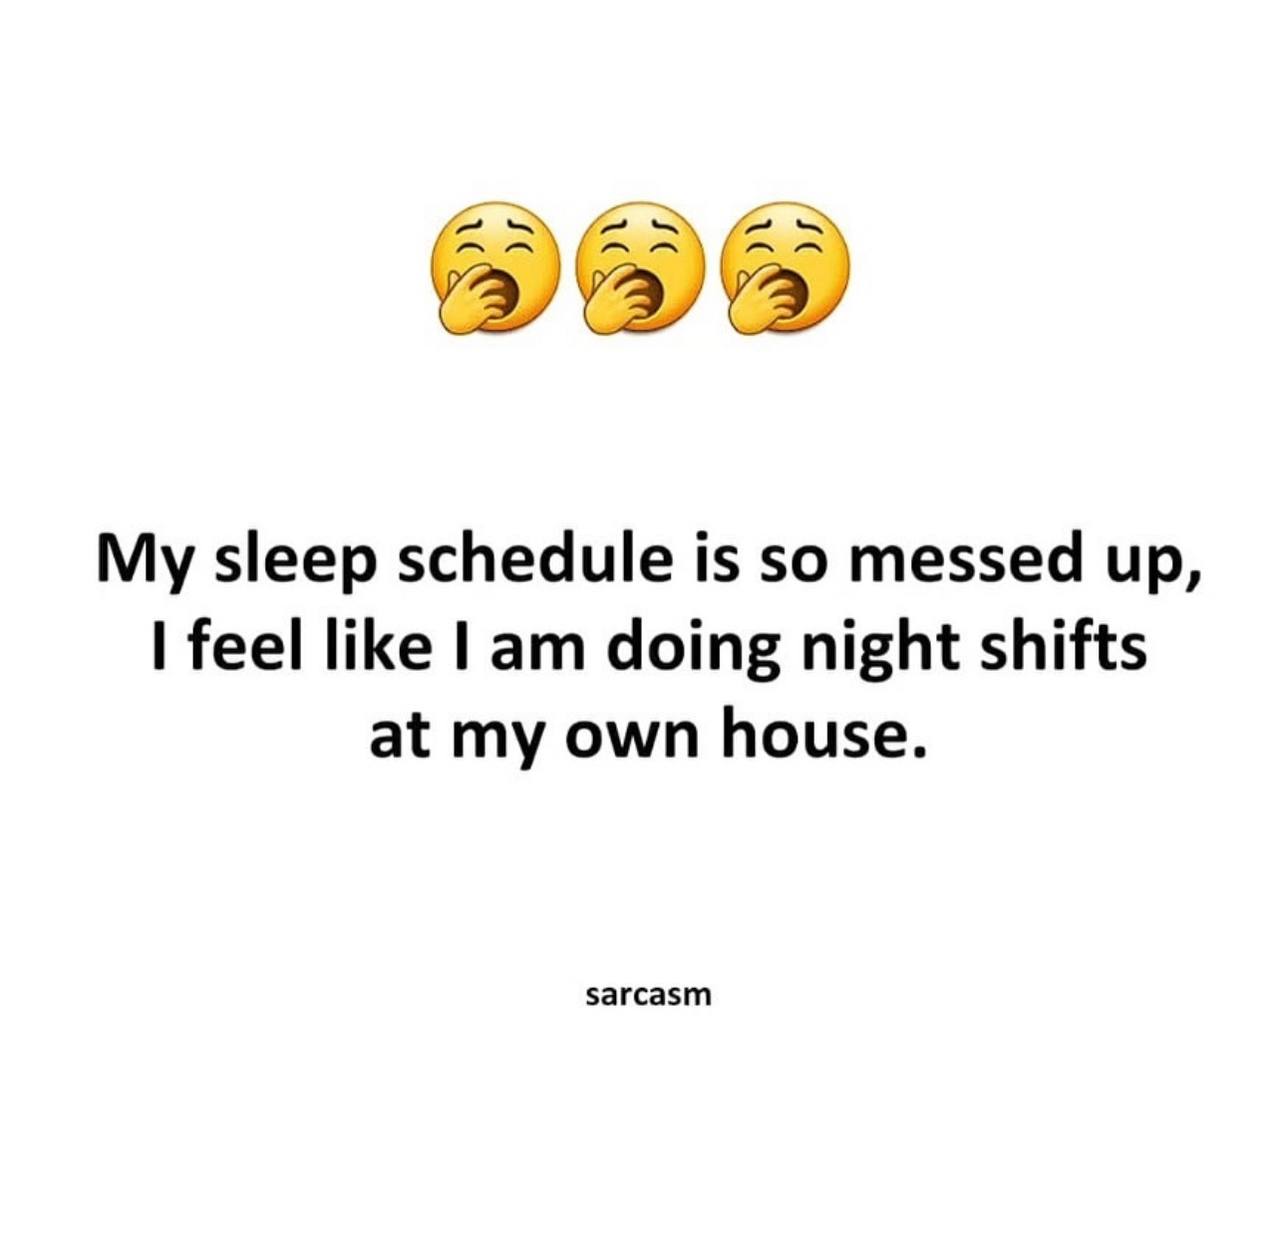 My sleep schedule is so messed up,
I feel like I am doing night shifts
at my own house.
sarcasm